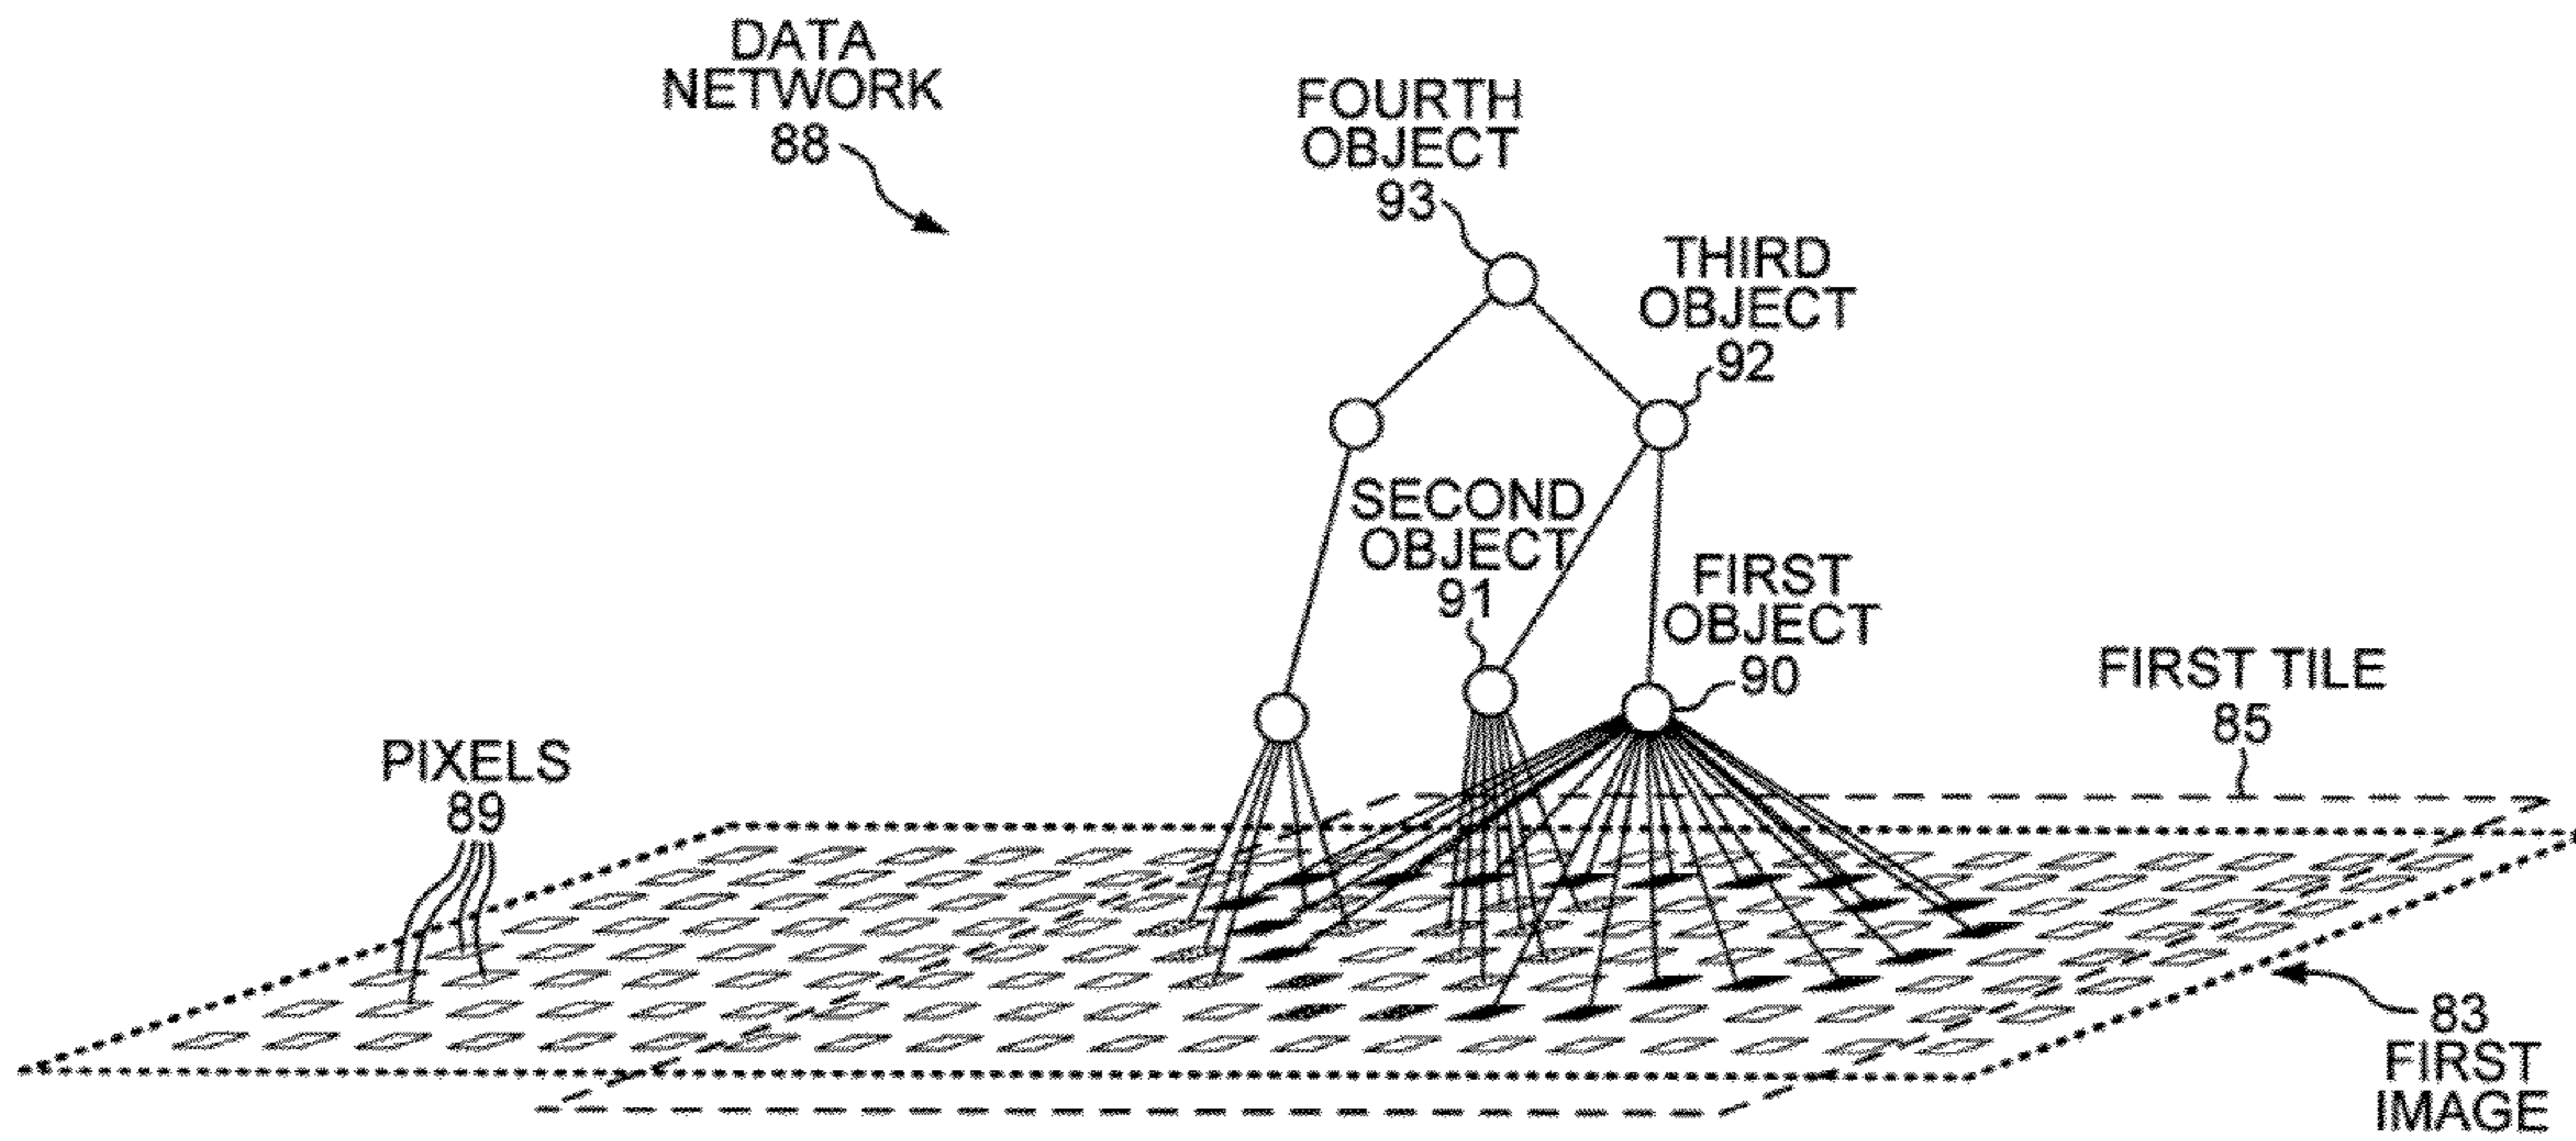 DATA
NETWORK
88
FOURTH
OBJECT
93
THIRD
OBJECT
92
SECOND
OBJECT
91
FIRST
OBJECT
90
FIRST TILE
85
PIXELS
89
83
FIRST
IMAGE